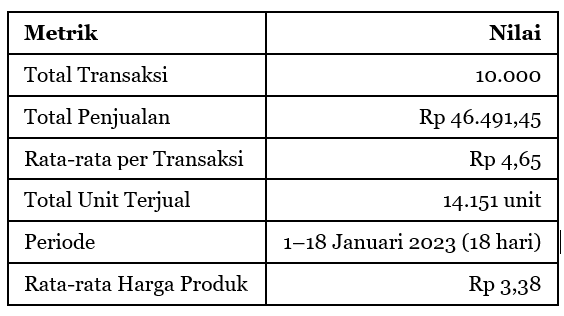 Metrik Nilai
Total Transaksi 10.000
Total Penjualan Rp 46.491,45
Rata-rata per Transaksi Rp 4,65
Total Unit Terjual 14.151 unit
Periode 1–18 Januari 2023 (18 hari)
Rata-rata Harga Produk Rp 3,38